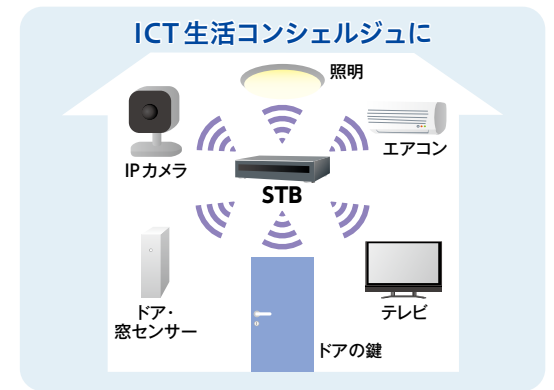 ICT生活コンシェルジュに
照明
IPカメラ
エアコン
STB
ドア・
窓センサー
テレビ
ドアの鍵